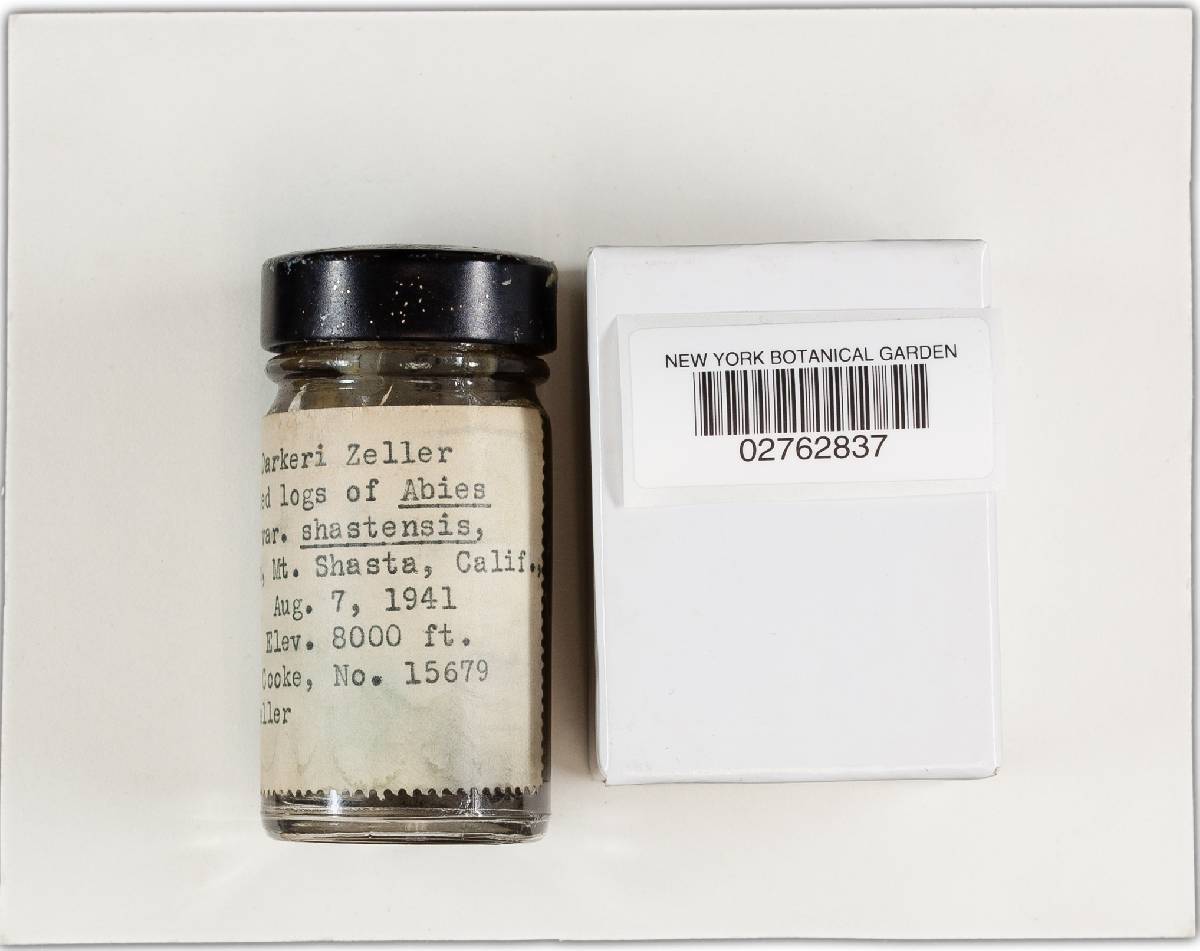 Darkeri Zeller
ed logs of Abies
var. shastensis,
, Mt. Shasta, Calif.,
Aug. 7, 1941
Elev. 8000 ft.
Cooke, No. 15679
ller
NEW YORK BOTANICAL GARDEN
02762837